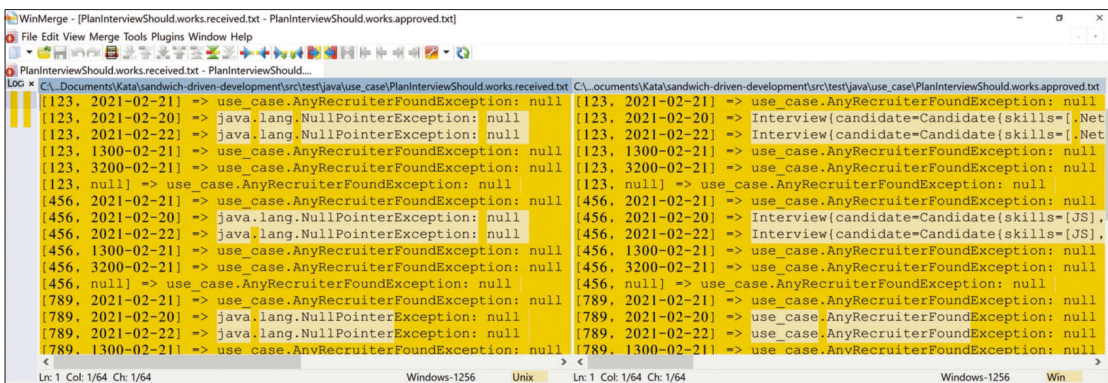 WinMerge - [PlanInterviewShould.works.received.txt - PlanInterviewShould.works.approved.txt]
File Edit View Merge Tools Plugins Window Help
PlanInterviewShould.works.received.txt - PlanInterviewShould....
C:\...Documents\Kata\sandwich-driven-development\src\test\java\use_case\PlanInterviewShould.works.received.txt
[123, 2021-02-21] => use_case.AnyRecruiterFoundException: null
[123, 2021-02-20] => java.lang.NullPointerException: null
[123, 2021-02-22] => java.lang.NullPointerException: null
[123, 1300-02-21] => use_case.AnyRecruiterFoundException: null
[123, 3200-02-21] => use_case.AnyRecruiterFoundException: null
[123, null] => use_case.AnyRecruiterFoundException: null
[456, 2021-02-21] => use_case.AnyRecruiterFoundException: null
[456, 2021-02-20] => java.lang.NullPointerException: null
[456, 2021-02-22] => java.lang.NullPointerException: null
[456, 1300-02-21] => use_case.AnyRecruiterFoundException: null
[456, 3200-02-21] => use_case.AnyRecruiterFoundException: null
[456, null] => use_case.AnyRecruiterFoundException: null
[789, 2021-02-21] => use_case.AnyRecruiterFoundException: null
[789, 2021-02-20] => java.lang.NullPointerException: null
[789, 2021-02-22] => java.lang.NullPointerException: null
[789, 1300-02-21] => use_case.AnyRecruiterFoundException: null
Ln: 1 Col: 1/64 Ch: 1/64 Windows-1256 Unix
C:\...ocuments\Kata\sandwich-driven-development\src\test\java\use_case\PlanInterviewShould.works.approved.txt
[123, 2021-02-21] => use_case.AnyRecruiterFoundException: null
[123, 2021-02-20] => Interview{candidate=Candidate{skills=[.Net
[123, 2021-02-22] => Interview{candidate=Candidate{skills=[.Net
[123, 1300-02-21] => use_case.AnyRecruiterFoundException: null
[123, 3200-02-21] => use_case.AnyRecruiterFoundException: null
[123, null] => use_case.AnyRecruiterFoundException: null
[456, 2021-02-21] => use_case.AnyRecruiterFoundException: null
[456, 2021-02-20] => Interview{candidate=Candidate{skills=[JS],
[456, 2021-02-22] => Interview{candidate=Candidate{skills=[JS],
[456, 1300-02-21] => use_case.AnyRecruiterFoundException: null
[456, 3200-02-21] => use_case.AnyRecruiterFoundException: null
[456, null] => use_case.AnyRecruiterFoundException: null
[789, 2021-02-21] => use_case.AnyRecruiterFoundException: null
[789, 2021-02-20] => use_case.AnyRecruiterFoundException: null
[789, 2021-02-22] => use_case.AnyRecruiterFoundException: null
[789, 1300-02-21] => use_case.AnyRecruiterFoundException: null
Ln: 1 Col: 1/64 Ch: 1/64 Windows-1256 Win